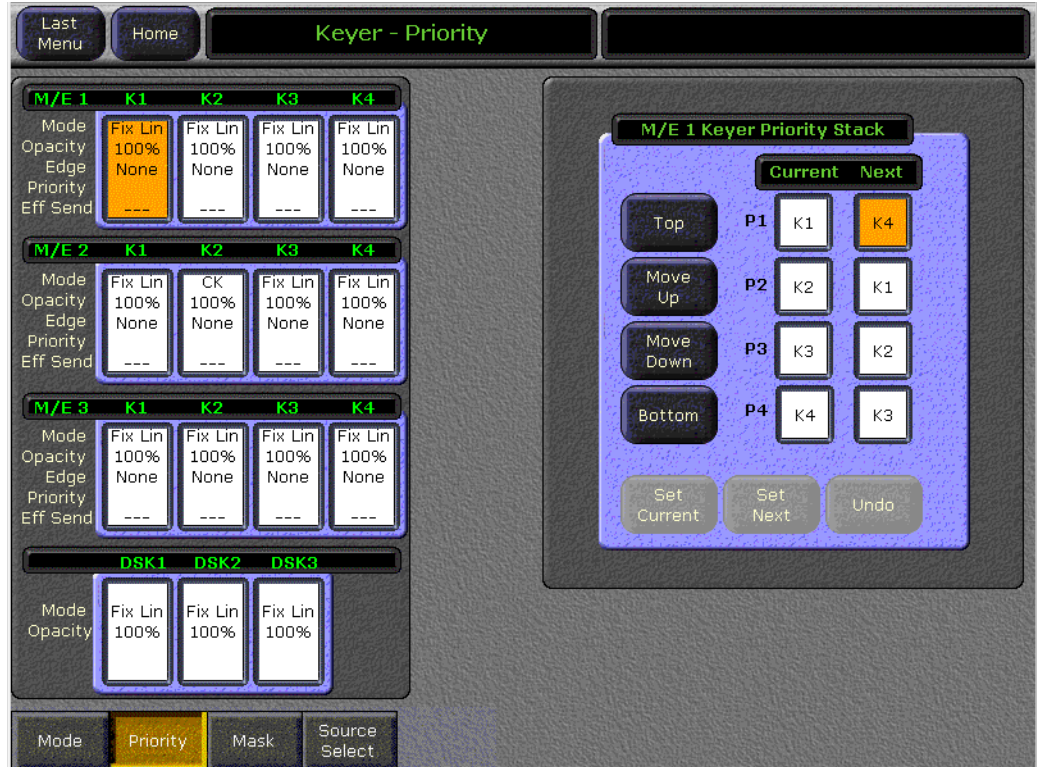 Last Menu
Home
Keyer - Priority
M/E 1 K1 K2 K3 K4
Mode Fix Lin Fix Lin Fix Lin Fix Lin
Opacity 100% 100% 100% 100%
Edge None None None None
Priority
Eff Send --- --- --- ---
M/E 2 K1 K2 K3 K4
Mode Fix Lin CK Fix Lin Fix Lin
Opacity 100% 100% 100% 100%
Edge None None None None
Priority
Eff Send --- --- --- ---
M/E 3 K1 K2 K3 K4
Mode Fix Lin Fix Lin Fix Lin Fix Lin
Opacity 100% 100% 100% 100%
Edge None None None None
Priority
Eff Send --- --- --- ---
DSK1 DSK2 DSK3
Mode Fix Lin Fix Lin Fix Lin
Opacity 100% 100% 100%
M/E 1 Keyer Priority Stack
Current Next
Top P1 K1 K4
Move Up P2 K2 K1
Move Down P3 K3 K2
Bottom P4 K4 K3
Set Current
Set Next
Undo
Mode
Priority
Mask
Source Select